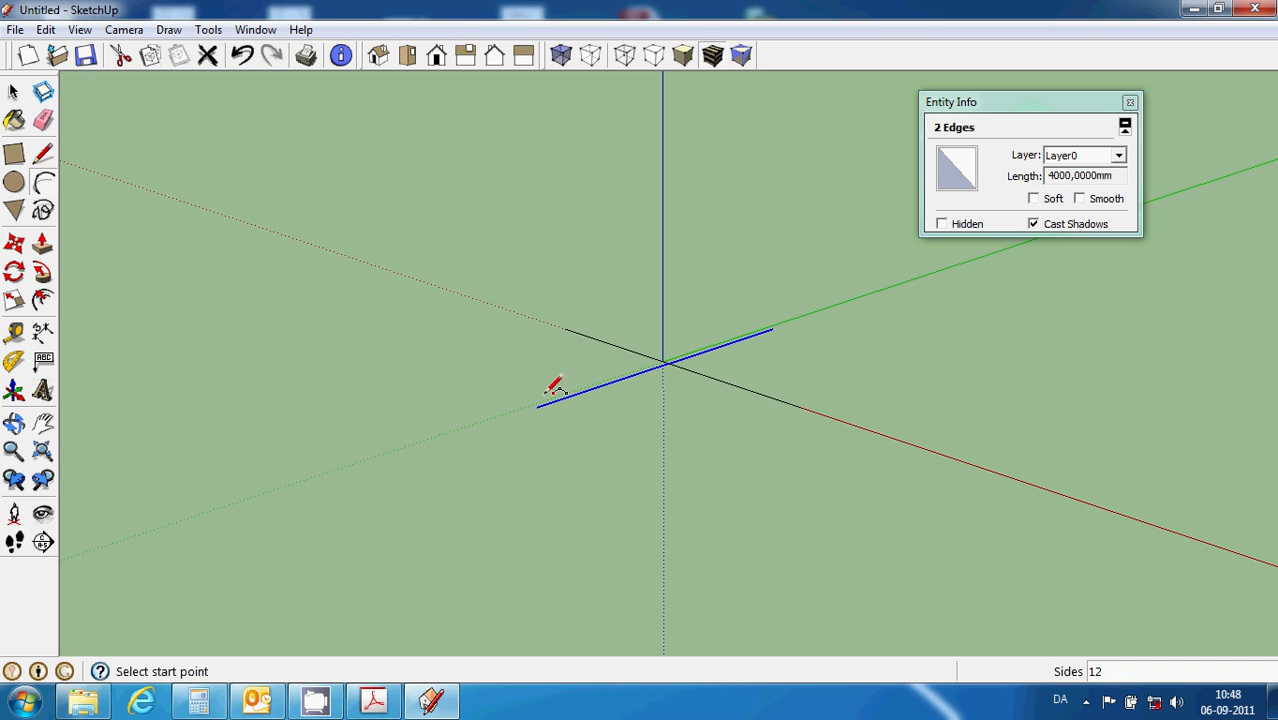 Untitled - SketchUp
File Edit View Camera Draw Tools Window Help
Entity Info
2 Edges
Layer: Layer0
Length: 4000,0000mm
Soft Smooth
Hidden Cast Shadows
ABC
A
Select start point
Sides 12
DA
10:48
06-09-2011